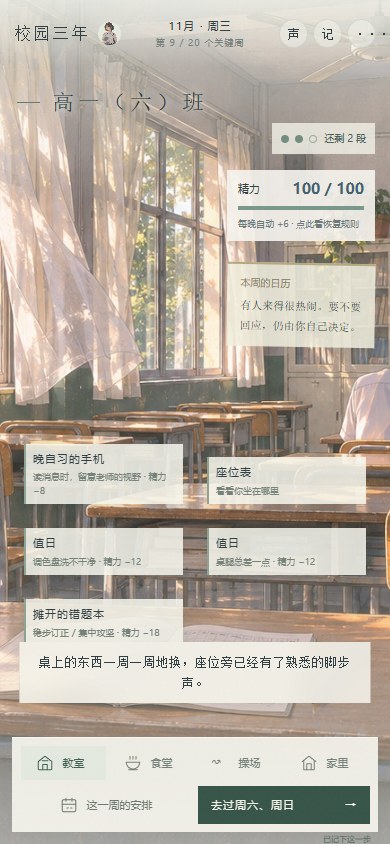 校园三年
11月 · 周三
第 9 / 20 个关键周
声
记
···
— 高一（六）班
还剩 2 段
精力
100 / 100
每晚自动 +6 · 点此看恢复规则
本周的日历
有人来得很热闹。要不要
回应，仍由你自己决定。
晚自习的手机
读消息时，留意老师的视野 · 精力
−8
座位表
看看你坐在哪里
值日
调色盘洗不干净 · 精力 −12
值日
桌腿总差一点 · 精力 −12
摊开的错题本
稳步订正 / 集中攻坚 · 精力 −18
桌上的东西一周一周地换，座位旁已经有了熟悉的脚步
声。
教室
食堂
操场
家里
这一周的安排
去过周六、周日 →
已记下这一步